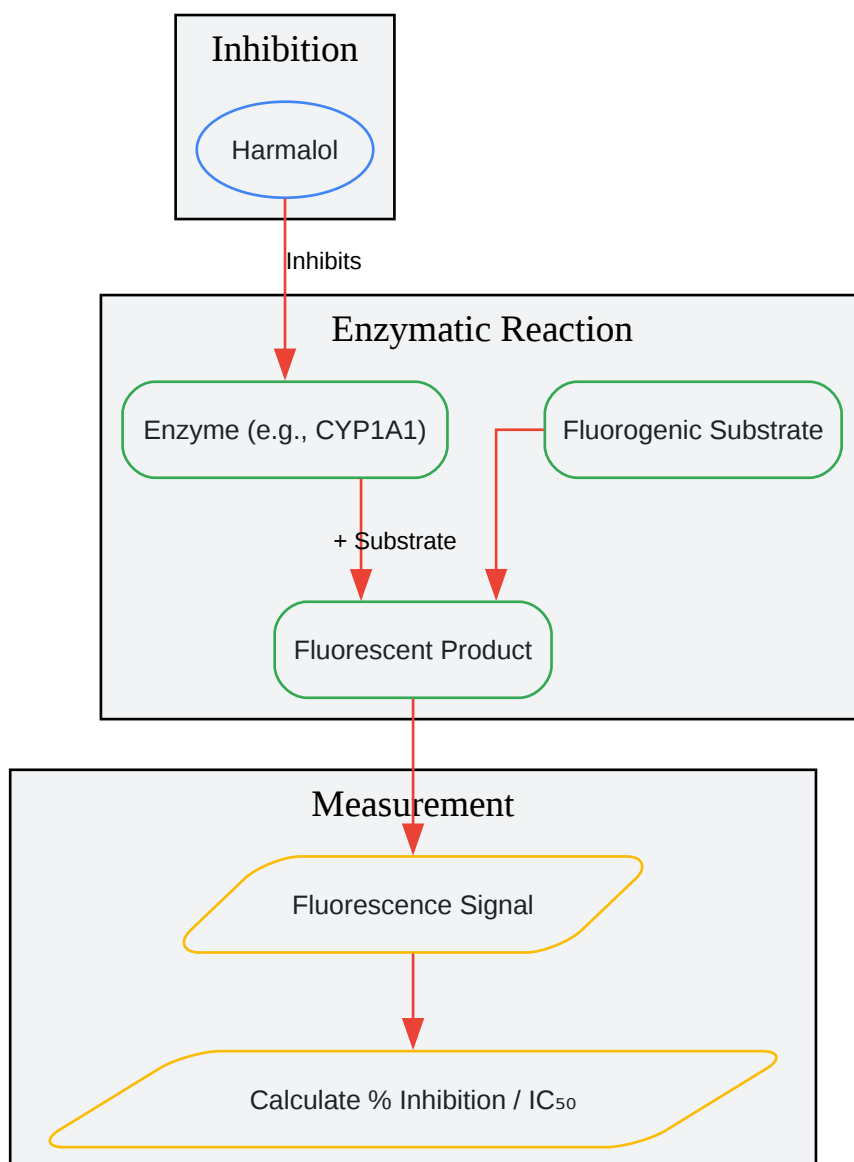 Inhibition
Harmalol
Inhibits
Enzymatic Reaction
Enzyme (e.g., CYP1A1)
Fluorogenic Substrate
+ Substrate
Fluorescent Product
Measurement
Fluorescence Signal
Calculate % Inhibition / IC₅₀